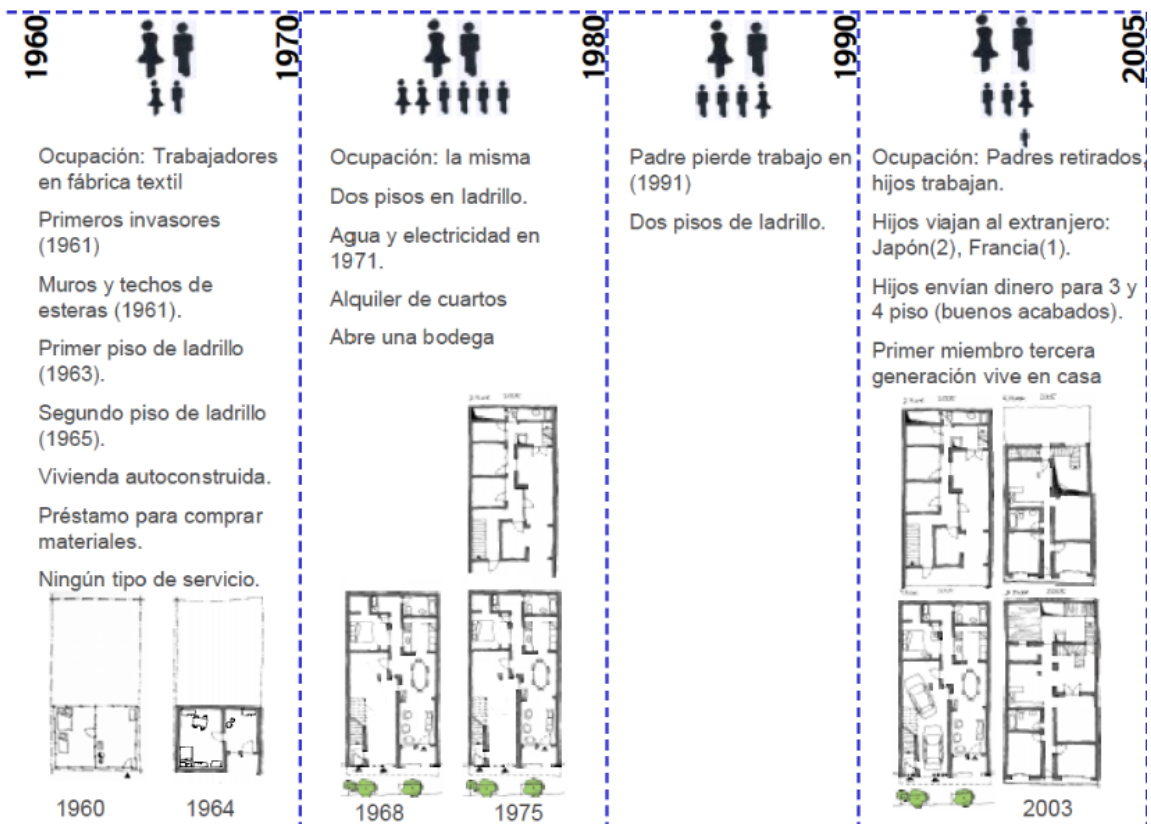 1960
1970
1980
1990
2005
Ocupación: Trabajadores
en fábrica textil
Primeros invasores
(1961)
Muros y techos de
esteras (1961).
Primer piso de ladrillo
(1963).
Segundo piso de ladrillo
(1965).
Vivienda autoconstruida.
Préstamo para comprar
materiales.
Ningún tipo de servicio.
1960
1964
Ocupación: la misma
Dos pisos en ladrillo.
Agua y electricidad en
1971.
Alquiler de cuartos
Abre una bodega
1968
1975
Padre pierde trabajo en
(1991)
Dos pisos de ladrillo.
Ocupación: Padres retirados,
hijos trabajan.
Hijos viajan al extranjero:
Japón(2), Francia(1).
Hijos envían dinero para 3 y
4 piso (buenos acabados).
Primer miembro tercera
generación vive en casa
2003